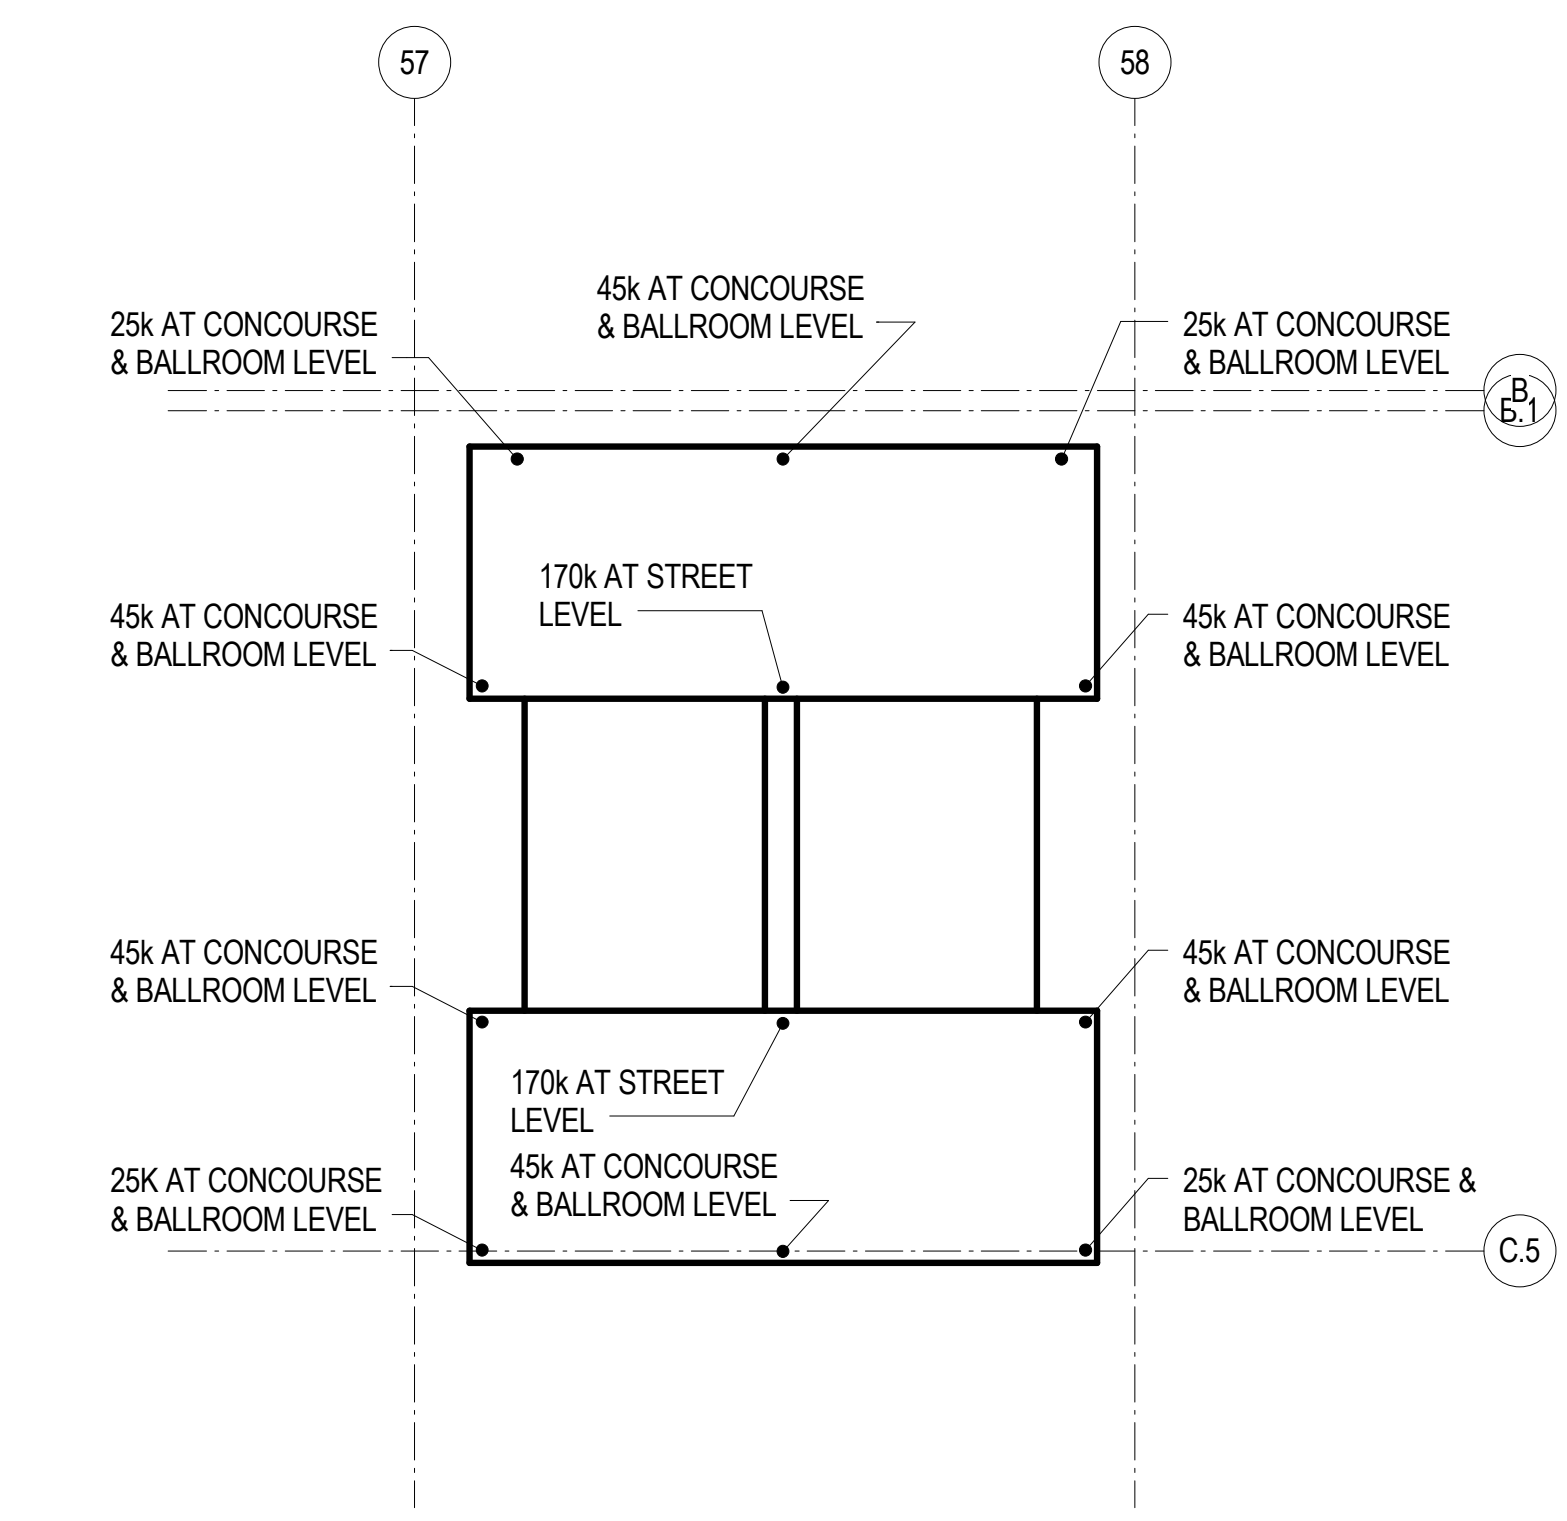 57
58
45k AT CONCOURSE
& BALLROOM LEVEL
25k AT CONCOURSE
& BALLROOM LEVEL
25k AT CONCOURSE
& BALLROOM LEVEL
B
B.1
170k AT STREET
LEVEL
45k AT CONCOURSE
& BALLROOM LEVEL
45k AT CONCOURSE
& BALLROOM LEVEL
45k AT CONCOURSE
& BALLROOM LEVEL
45k AT CONCOURSE
& BALLROOM LEVEL
170k AT STREET
LEVEL
45k AT CONCOURSE
& BALLROOM LEVEL
25K AT CONCOURSE
& BALLROOM LEVEL
25k AT CONCOURSE &
BALLROOM LEVEL
C.5